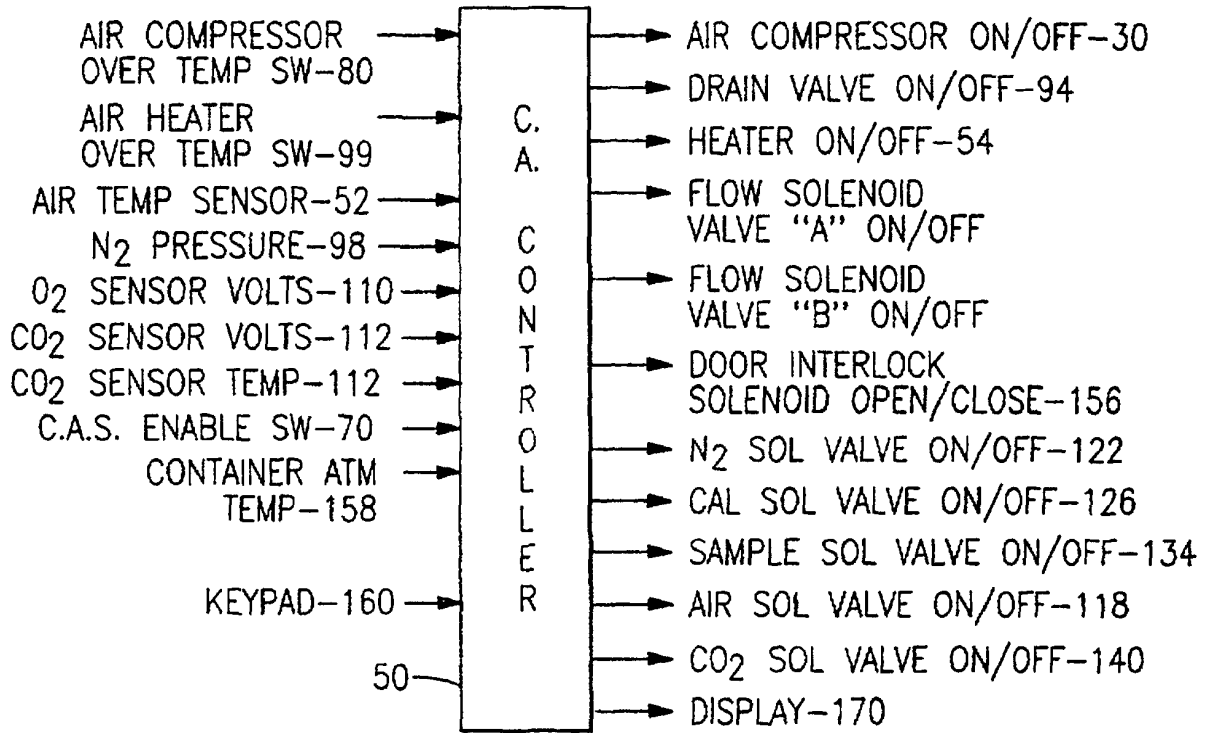 AIR COMPRESSOR
OVER TEMP SW-80
AIR HEATER
OVER TEMP SW-99
AIR TEMP SENSOR-52
N2 PRESSURE-98
O2 SENSOR VOLTS-110
CO2 SENSOR VOLTS-112
CO2 SENSOR TEMP-112
C.A.S. ENABLE SW-70
CONTAINER ATM
TEMP-158
KEYPAD-160
50
C.A. CONTROLLER
AIR COMPRESSOR ON/OFF-30
DRAIN VALVE ON/OFF-94
HEATER ON/OFF-54
FLOW SOLENOID
VALVE "A" ON/OFF
FLOW SOLENOID
VALVE "B" ON/OFF
DOOR INTERLOCK
SOLENOID OPEN/CLOSE-156
N2 SOL VALVE ON/OFF-122
CAL SOL VALVE ON/OFF-126
SAMPLE SOL VALVE ON/OFF-134
AIR SOL VALVE ON/OFF-118
CO2 SOL VALVE ON/OFF-140
DISPLAY-170